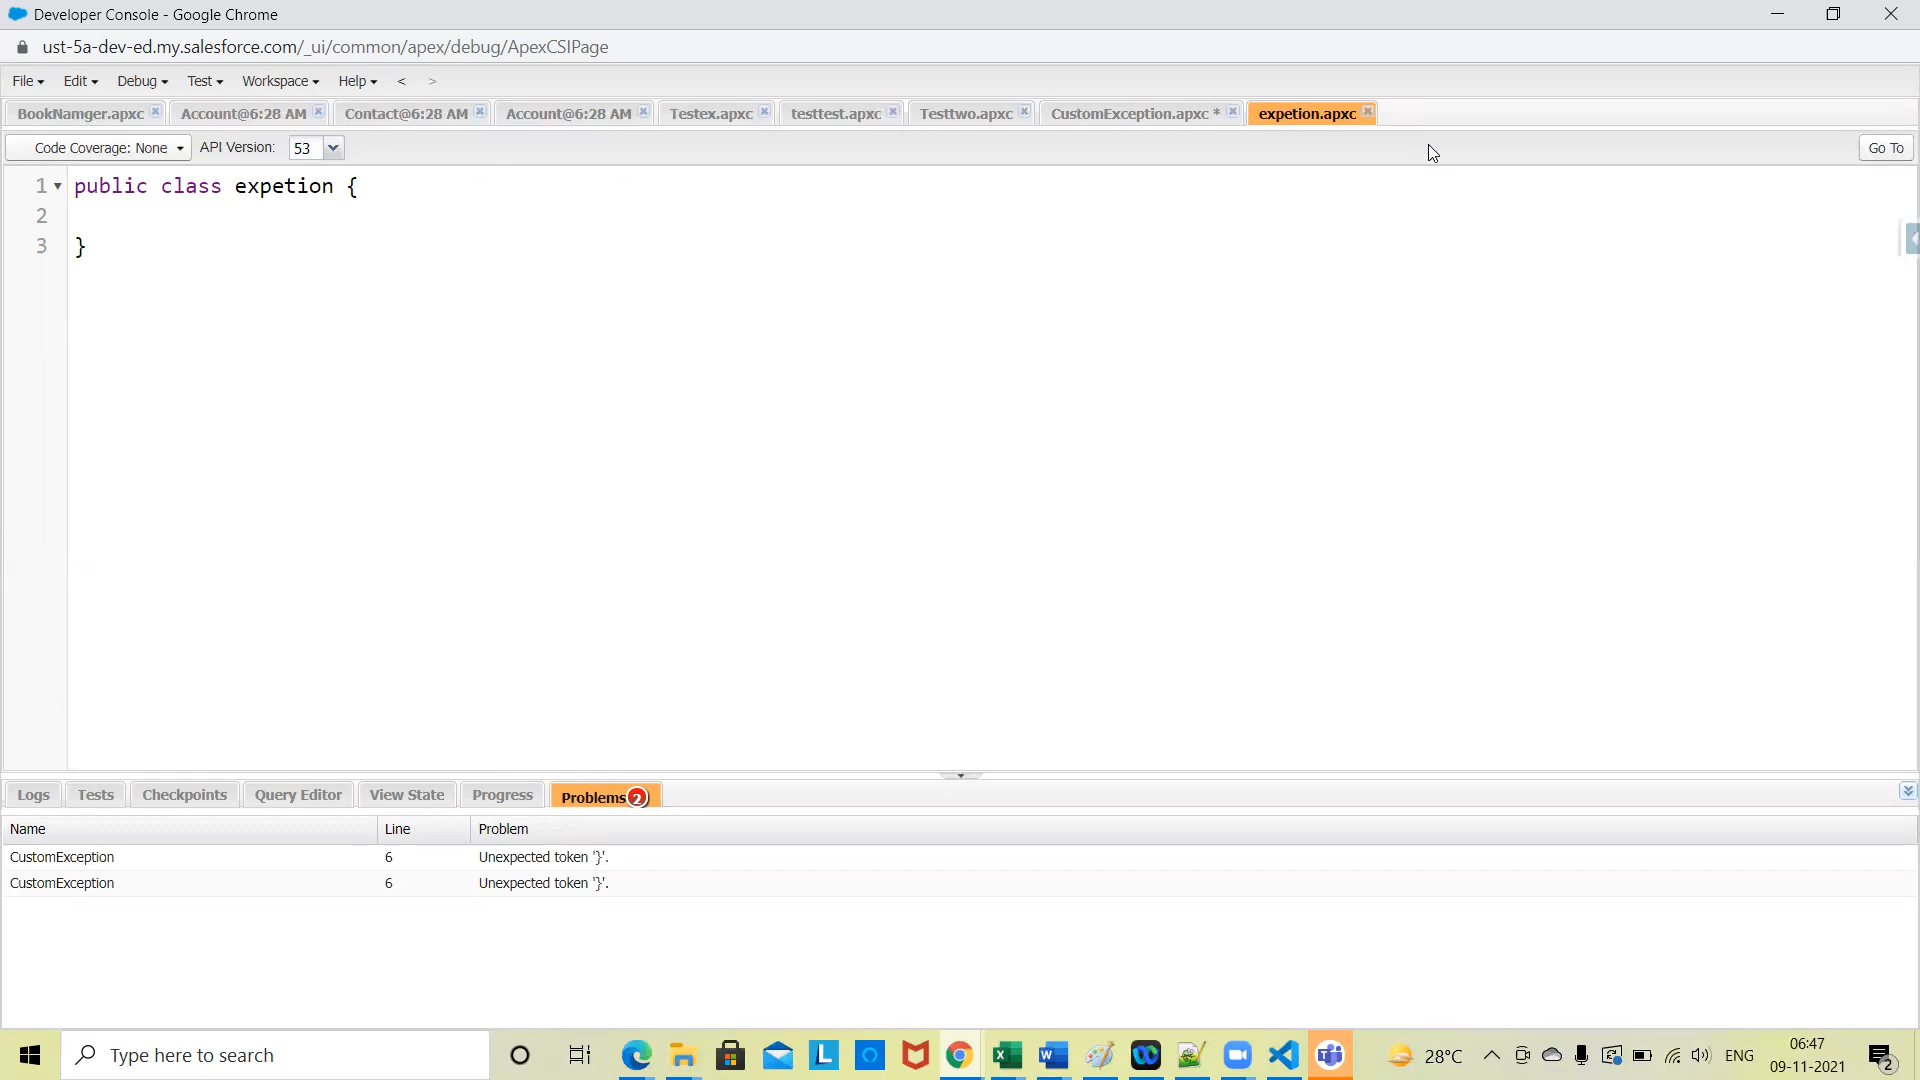 Developer Console - Google Chrome
ust-5a-dev-ed.my.salesforce.com/_ui/common/apex/debug/ApexCSIPage
File Edit Debug Test Workspace Help < >
BookNamger.apxc Account@6:28 AM Contact@6:28 AM Account@6:28 AM Testex.apxc testtest.apxc Testtwo.apxc CustomException.apxc * expetion.apxc
Code Coverage: None API Version: 53 Go To
1 public class expetion {
2
3 }
Logs Tests Checkpoints Query Editor View State Progress Problems 2
Name Line Problem
CustomException 6 Unexpected token '}'.
CustomException 6 Unexpected token '}'.
Type here to search 28°C ENG 06:47
09-11-2021 2